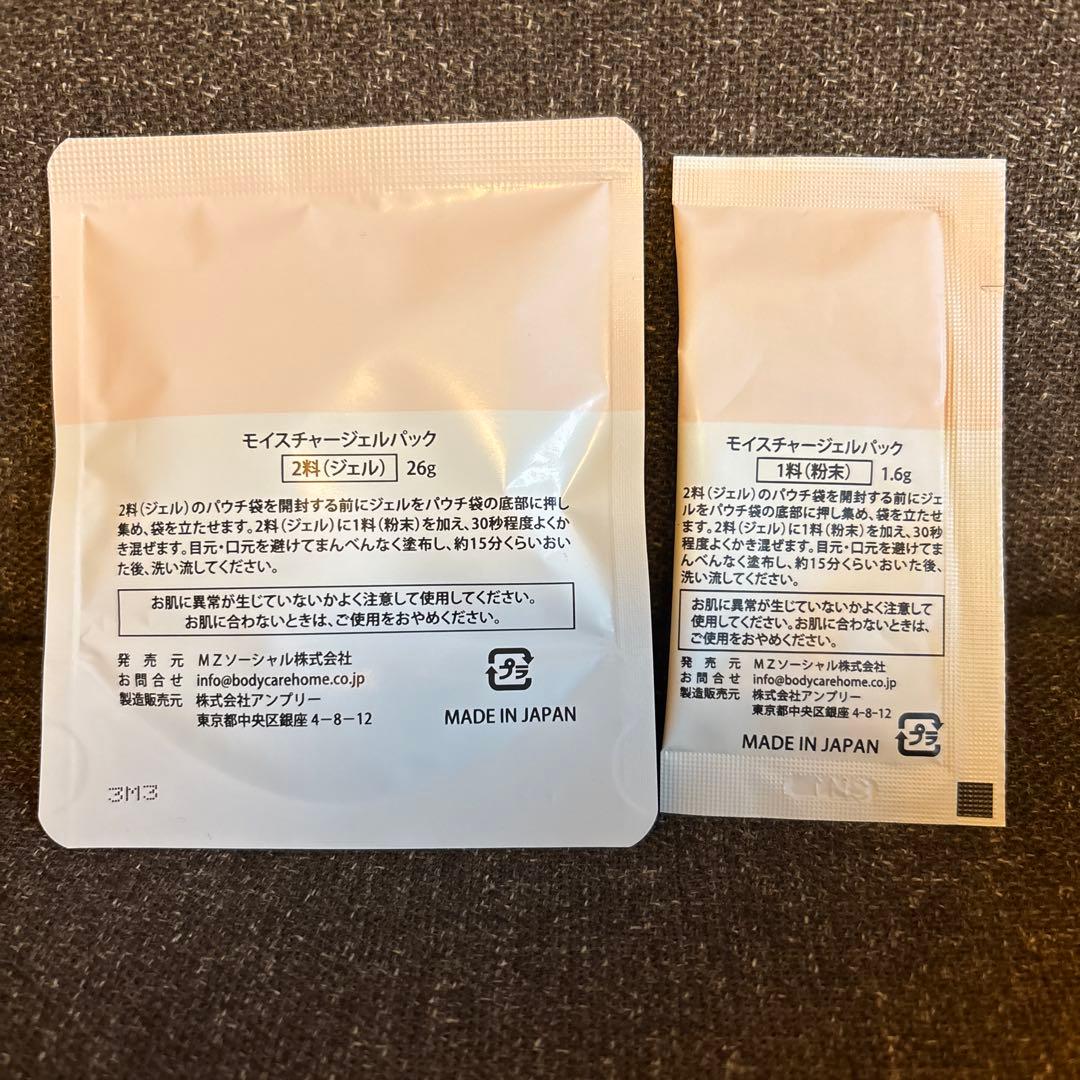 モイスチャージェルパック
2料(ジェル) 26g
2料(ジェル)のパウチ袋を開封する前にジェルをパウチ袋の底部に押し
集め、袋を立たせます。2料(ジェル)に1料(粉末)を加え、30秒程度よくか
き混ぜます。目元・口元を避けてまんべんなく塗布し、約15分くらいおい
た後、洗い流してください。
お肌に異常が生じていないかよく注意して使用してください。
お肌に合わないときは、ご使用をおやめください。
発売元 MZソーシャル株式会社
お問合せ info@bodycarehome.co.jp
製造販売元 株式会社アンプリー
東京都中央区銀座 4-8-12
プラ
MADE IN JAPAN
3M3
モイスチャージェルパック
1料(粉末) 1.6g
2料(ジェル)のパウチ袋を開封する前にジェ
ルをパウチ袋の底部に押し集め、袋を立たせ
ます。2料(ジェル)に1料(粉末)を加え、30秒
程度よくかき混ぜます。目元・口元を避けてま
んべんなく塗布し、約15分くらいおいた後、
洗い流してください。
お肌に異常が生じていないかよく注意して
使用してください。お肌に合わないときは、
ご使用をおやめください。
発売元 MZソーシャル株式会社
お問合せ info@bodycarehome.co.jp
製造販売元 株式会社アンプリー
東京都中央区銀座 4-8-12
プラ
MADE IN JAPAN